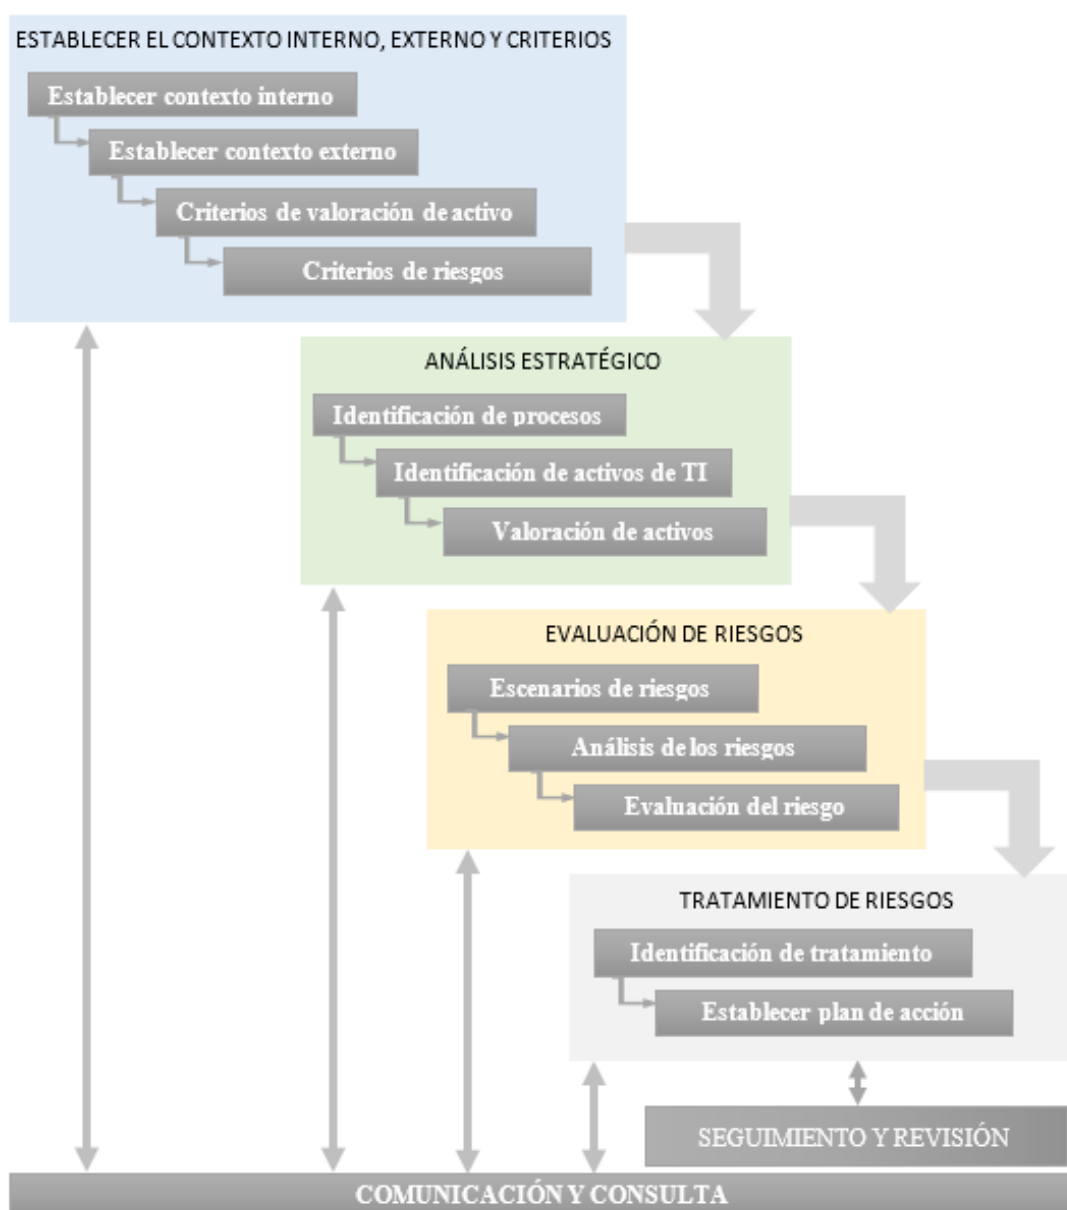 ESTABLECER EL CONTEXTO INTERNO, EXTERNO Y CRITERIOS
Establecer contexto interno
Establecer contexto externo
Criterios de valoración de activo
Criterios de riesgos
ANÁLISIS ESTRATÉGICO
Identificación de procesos
Identificación de activos de TI
Valoración de activos
EVALUACIÓN DE RIESGOS
Escenarios de riesgos
Análisis de los riesgos
Evaluación del riesgo
TRATAMIENTO DE RIESGOS
Identificación de tratamiento
Establecer plan de acción
SEGUIMIENTO Y REVISIÓN
COMUNICACIÓN Y CONSULTA